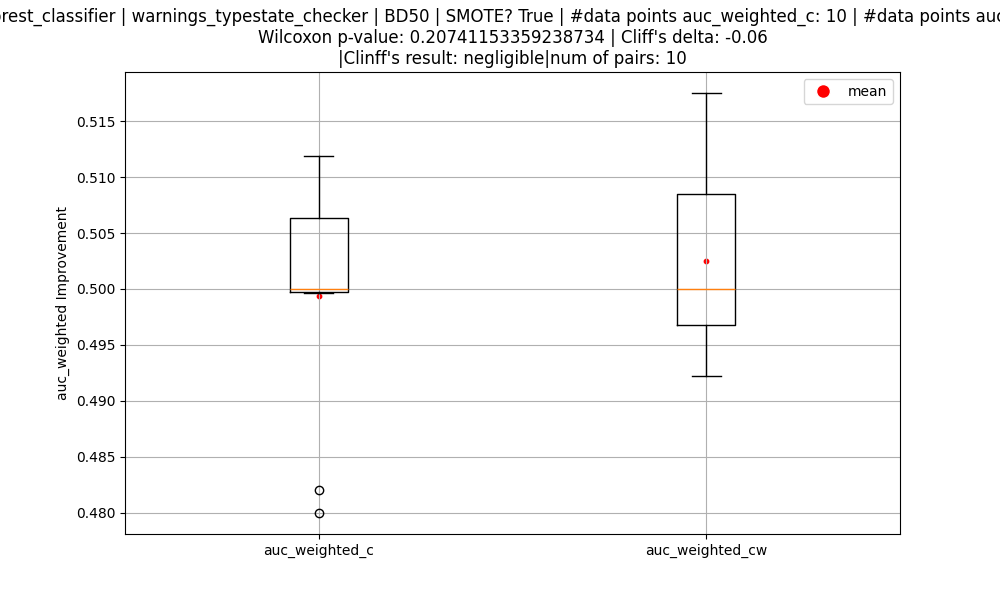 rest_classifier | warnings_typestate_checker | BD50 | SMOTE? True | #data points auc_weighted_c: 10 | #data points auc
Wilcoxon p-value: 0.20741153359238734 | Cliff's delta: -0.06
|Clinff's result: negligible|num of pairs: 10
mean
0.515
0.510
0.505
0.500
0.495
0.490
0.485
0.480
auc_weighted Improvement
auc_weighted_c
auc_weighted_cw